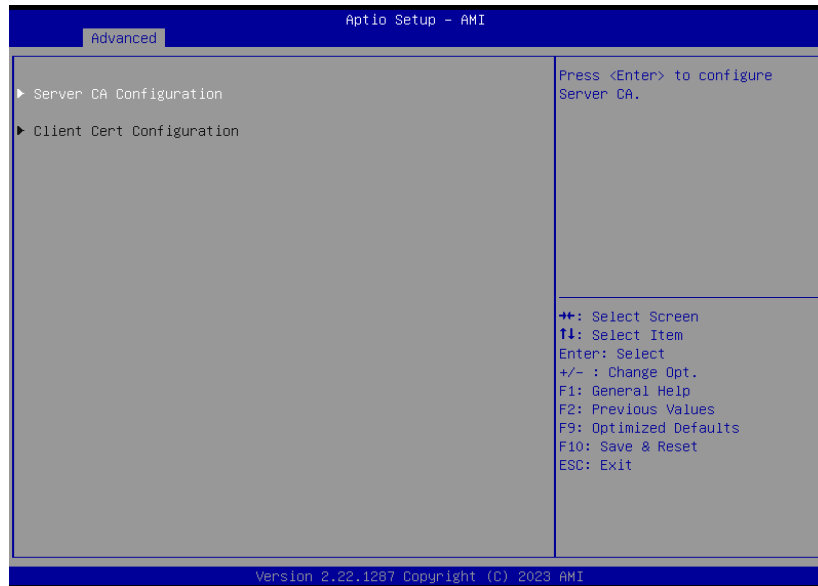 Aptio Setup – AMI
Advanced
▶ Server CA Configuration
▶ Client Cert Configuration
Press <Enter> to configure
Server CA.
→←: Select Screen
↑↓: Select Item
Enter: Select
+/- : Change Opt.
F1: General Help
F2: Previous Values
F9: Optimized Defaults
F10: Save & Reset
ESC: Exit
Version 2.22.1287 Copyright (C) 2023 AMI